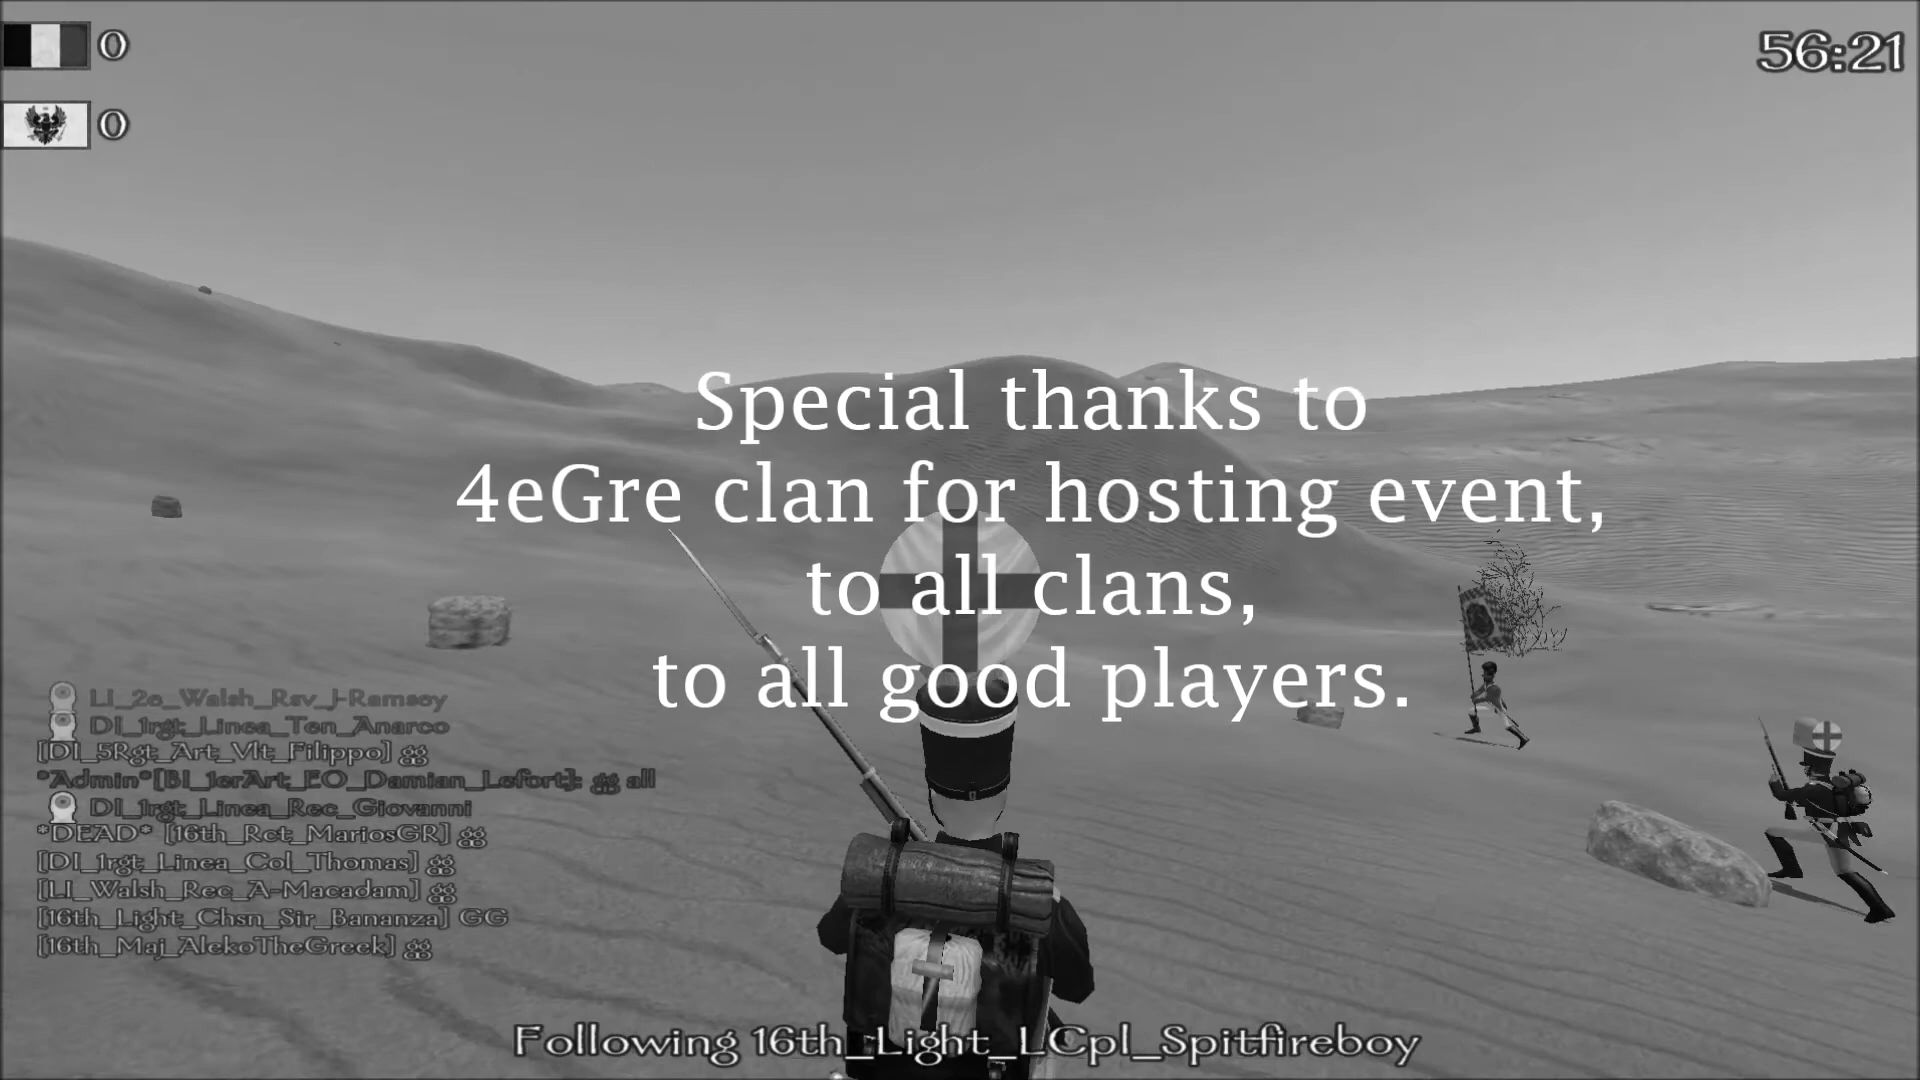 0
56:21
0
Special thanks to
4eGre clan for hosting event,
to all clans,
to all good players.
LI_2e_Walsh_Rsv_J-Ramsey
DI_1rgt_Linea_Ten_Anarco
[DI_5Rgt_Art_Vlt_Filippo] gg
*Admin*[BI_1erArt_EO_Damian_Lefort]: gg all
DI_1rgt_Linea_Rec_Giovanni
*DEAD* [16th_Rct_MariosGR] gg
[DI_1rgt_Linea_Col_Thomas] gg
[LI_Walsh_Rec_A-Macadam] gg
[16th_Light_Chsn_Sir_Bananza] GG
[16th_Maj_AlekoTheGreek] gg
Following 16th_Light_LCpl_Spitfireboy